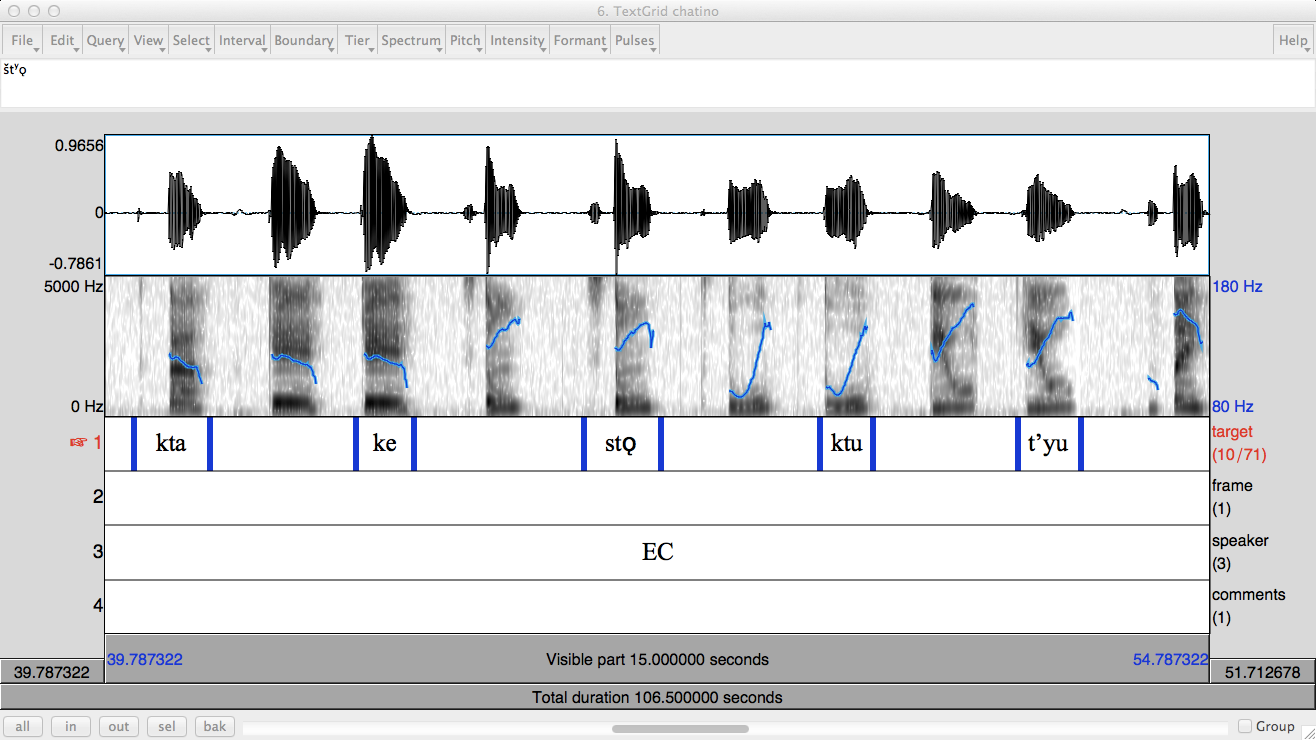 6. TextGrid chatino
File Edit Query View Select Interval Boundary Tier Spectrum Pitch Intensity Formant Pulses Help
štʸǫ
0.9656
0
-0.7861
5000 Hz 180 Hz
0 Hz 80 Hz
☞ 1 kta ke stǪ ktu t’yu target
(10/71)
2 frame
(1)
3 EC speaker
(3)
4 comments
(1)
39.787322 Visible part 15.000000 seconds 54.787322
39.787322 51.712678
Total duration 106.500000 seconds
all in out sel bak Group